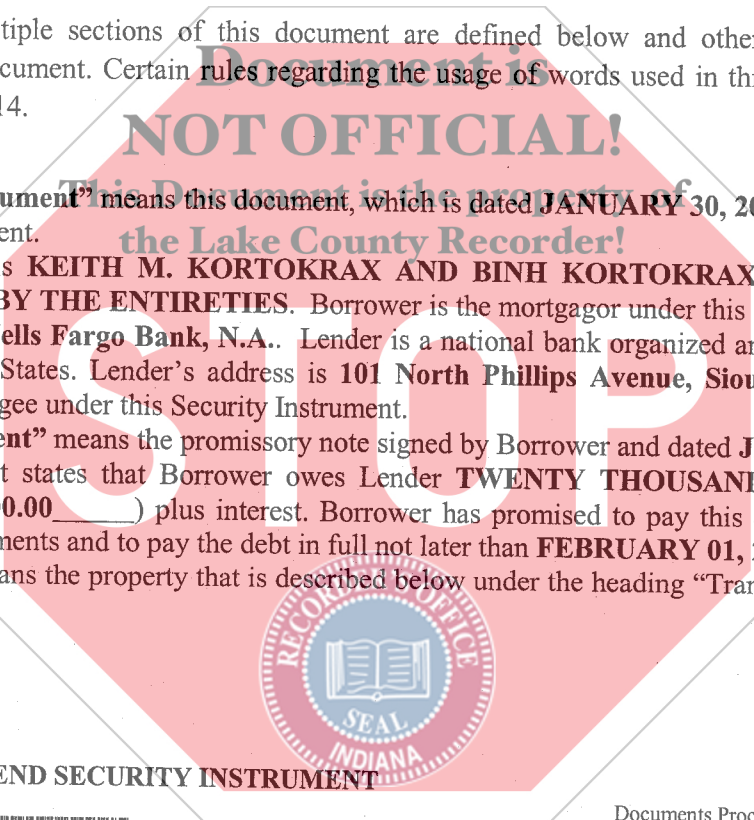 tiple sections of this document are defined below and othe
cument. Certain rules regarding the usage of words used in thi
14.
Document is
NOT OFFICIAL!
This Document is the property of
the Lake County Recorder!
ument” means this document, which is dated JANUARY 30, 20
ent.
s KEITH M. KORTOKRAX AND BINH KORTOKRAX
BY THE ENTIRETIES. Borrower is the mortgagor under this
ells Fargo Bank, N.A.. Lender is a national bank organized an
States. Lender’s address is 101 North Phillips Avenue, Siou
gee under this Security Instrument.
ent” means the promissory note signed by Borrower and dated J
t states that Borrower owes Lender TWENTY THOUSAND
0.00______) plus interest. Borrower has promised to pay this
ments and to pay the debt in full not later than FEBRUARY 01,
ans the property that is described below under the heading “Tran
STOP
RECORDER'S OFFICE
SEAL
INDIANA
END SECURITY INSTRUMENT
Documents Proc